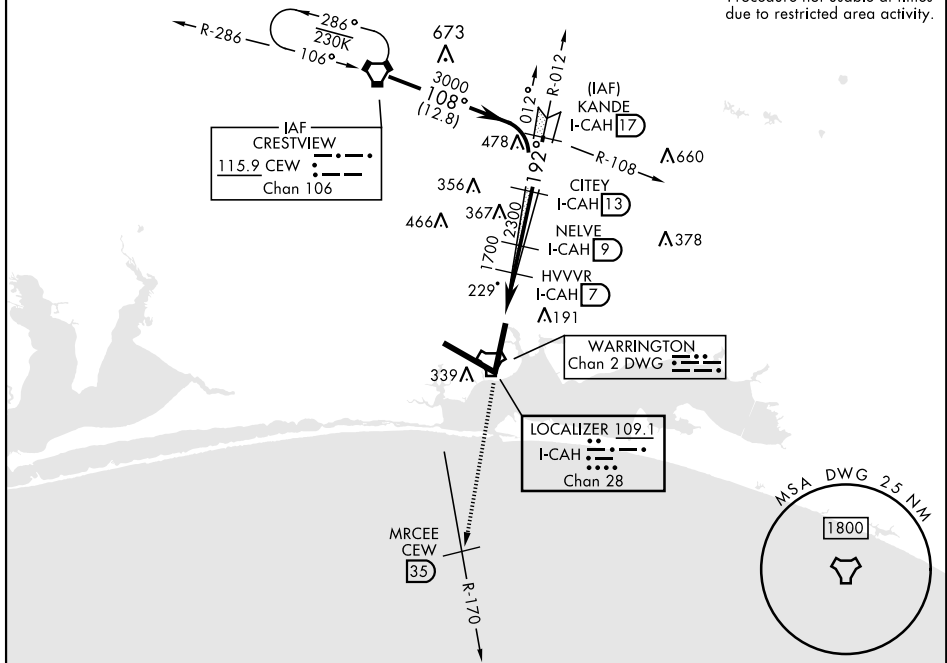 Procedure not usable at times
due to restricted area activity.
R-286
286°
230K
106°
673
3000
108°
(12.8)
012°
R-012
(IAF)
KANDE
I-CAH 17
478
192°
R-108
660
IAF
CRESTVIEW
115.9 CEW
Chan 106
356
CITEY
I-CAH 13
466
367
2300
NELVE
I-CAH 9
378
1700
HVVVR
I-CAH 7
229
191
WARRINGTON
Chan 2 DWG
339
LOCALIZER 109.1
I-CAH
Chan 28
MSA DWG 25 NM
1800
MRCEE
CEW
35
R-170